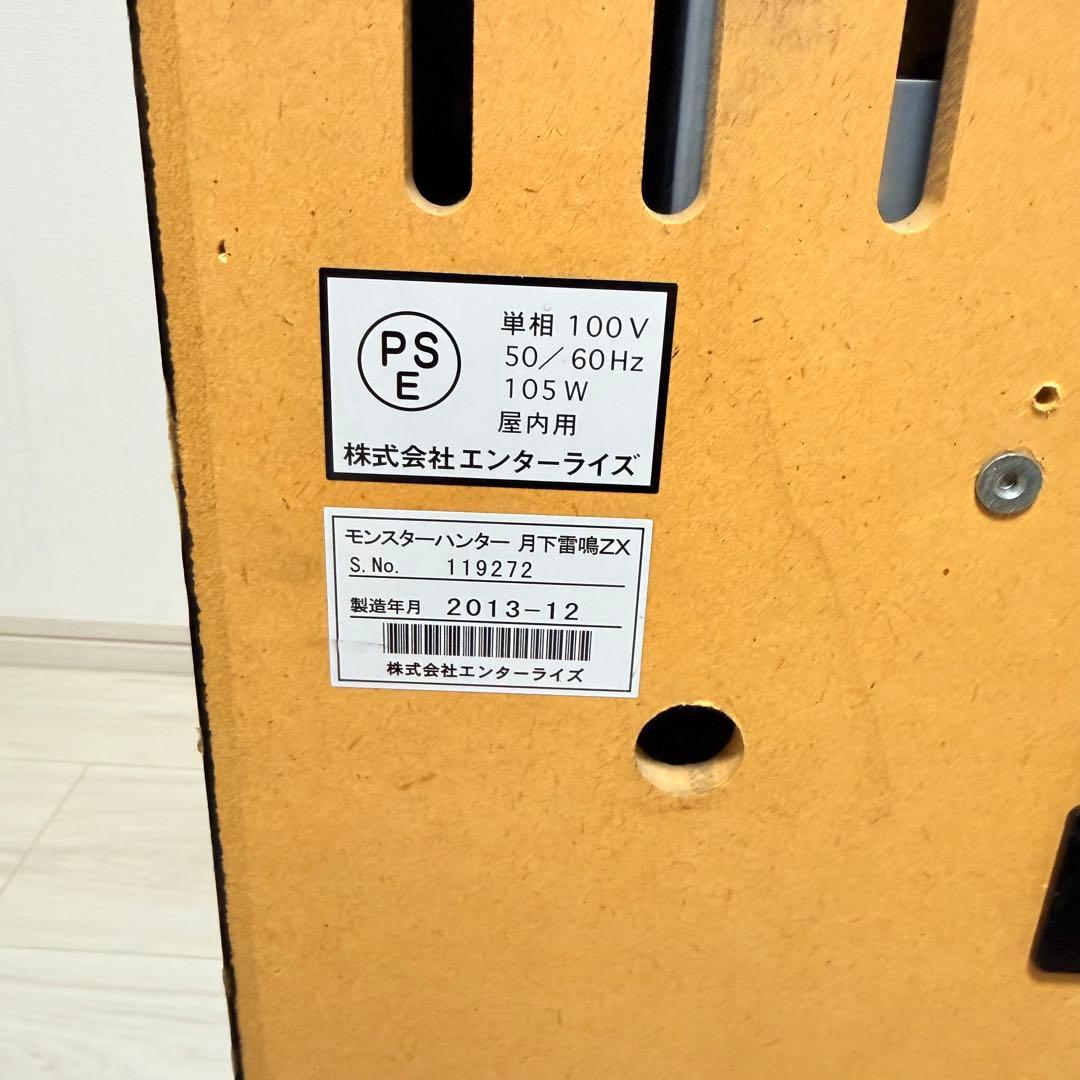 PS
E
単相 100V
50/60Hz
105W
屋内用
株式会社エンターライズ
モンスターハンター 月下雷鳴ZX
S.No. 119272
製造年月 2013-12
株式会社エンターライズ